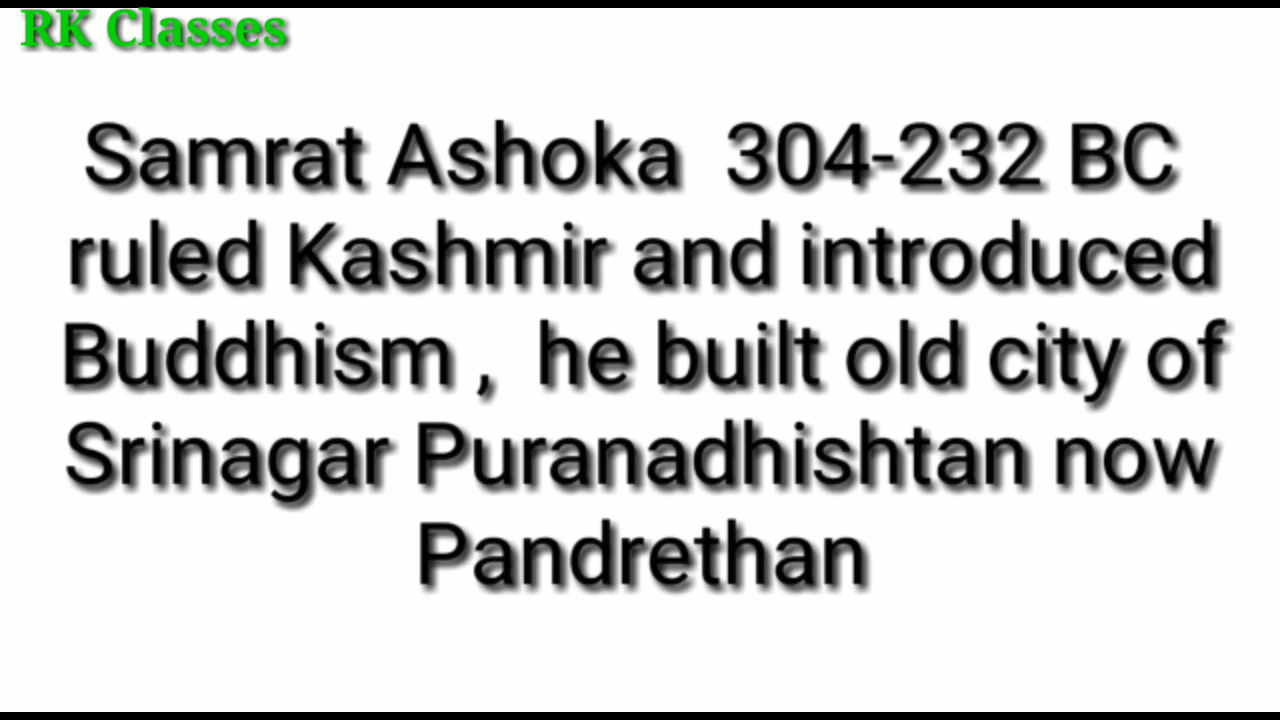 RK Classes
Samrat Ashoka 304-232 BC
ruled Kashmir and introduced
Buddhism , he built old city of
Srinagar Puranadhishtan now
Pandrethan